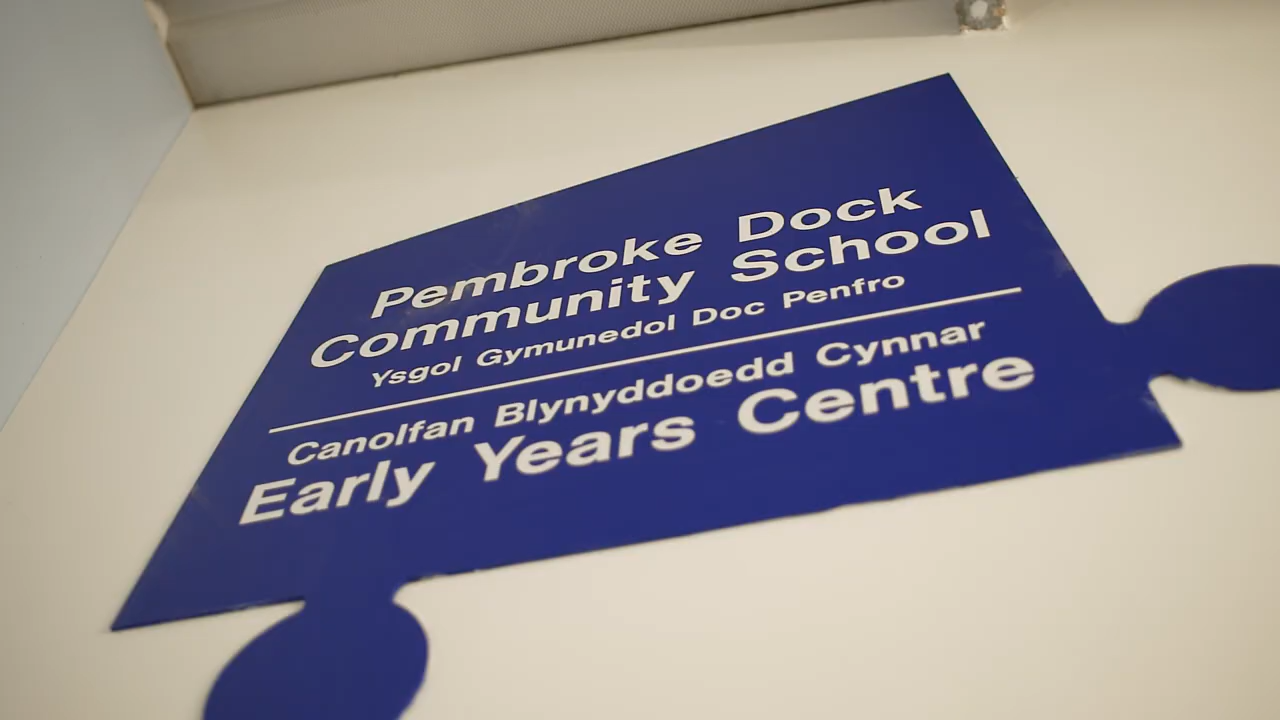 Pembroke Dock
Community School
Ysgol Gymunedol Doc Penfro
Canolfan Blynyddoedd Cynnar
Early Years Centre